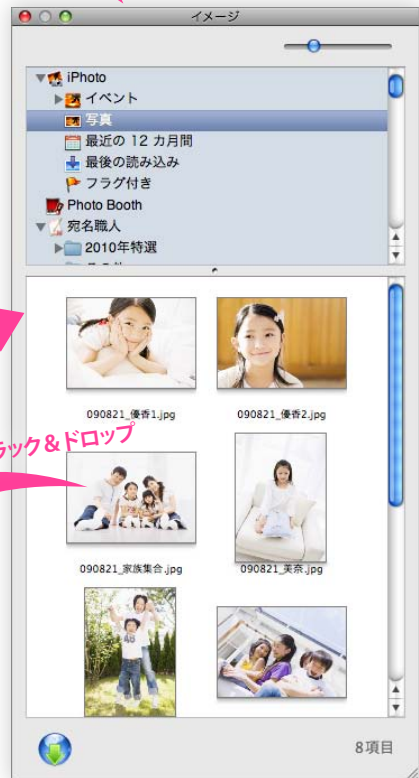 イメージ
iPhoto
イベント
写真
最近の 12 カ月間
最後の読み込み
フラグ付き
Photo Booth
宛名職人
2010年特選
090821_優香1.jpg
090821_優香2.jpg
ラック＆ドロップ
090821_家族集合.jpg
090821_美奈.jpg
8項目